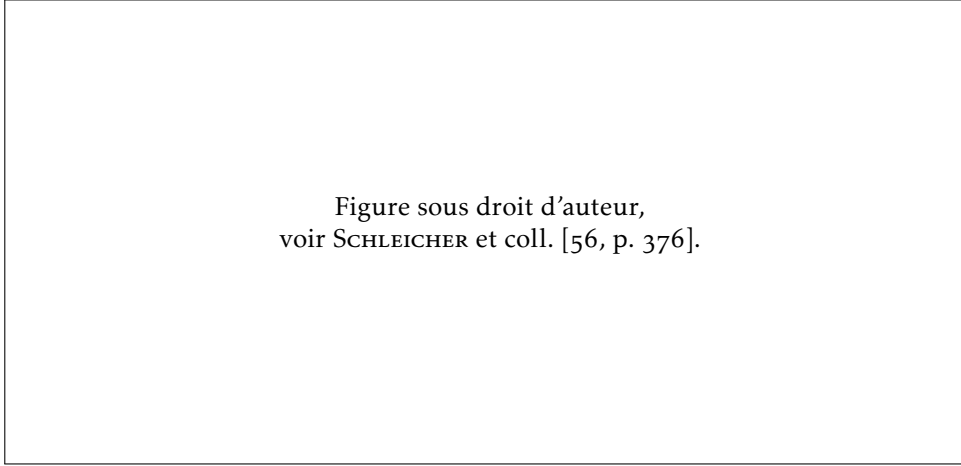 Figure sous droit d’auteur,
voir Schleicher et coll. [56, p. 376].